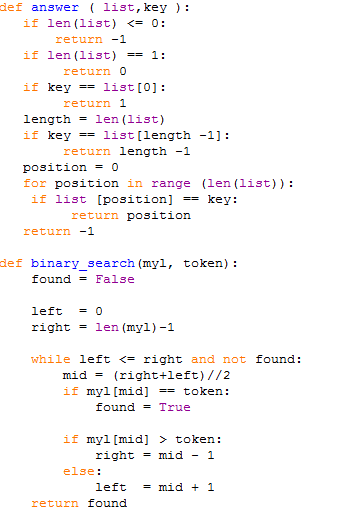 def answer ( list,key ):
   if len(list) <= 0:
       return -1
   if len(list) == 1:
        return 0
   if key == list[0]:
        return 1
   length = len(list)
   if key == list[length -1]:
        return length -1
   position = 0
   for position in range (len(list)):
    if list [position] == key:
         return position
   return -1

def binary_search(myl, token):
    found = False

    left  = 0
    right = len(myl)-1

    while left <= right and not found:
        mid = (right+left)//2
        if myl[mid] == token:
            found = True

        if myl[mid] > token:
            right = mid - 1
        else:
            left  = mid + 1
    return found